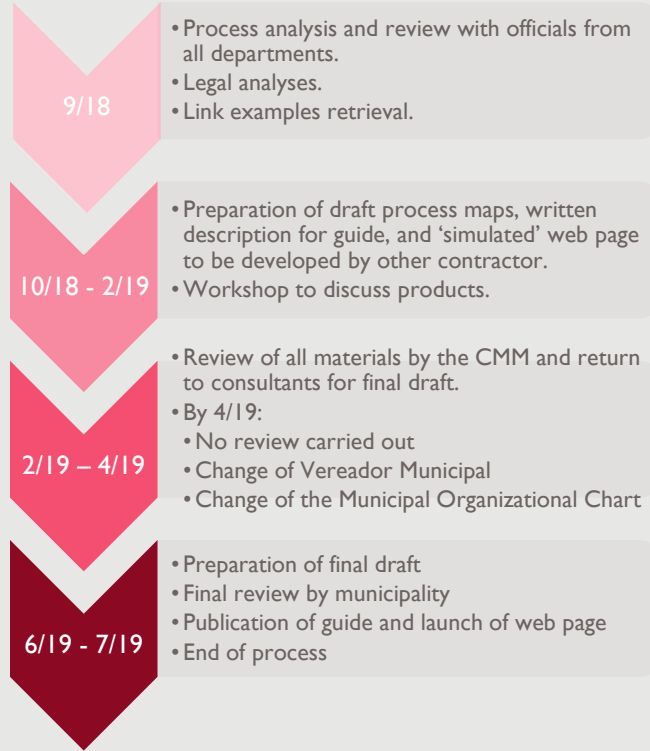 9/18
• Process analysis and review with officials from
all departments.
• Legal analyses.
• Link examples retrieval.
10/18 - 2/19
• Preparation of draft process maps, written
description for guide, and ‘simulated’ web page
to be developed by other contractor.
• Workshop to discuss products.
2/19 – 4/19
• Review of all materials by the CMM and return
to consultants for final draft.
• By 4/19:
• No review carried out
• Change of Vereador Municipal
• Change of the Municipal Organizational Chart
6/19 - 7/19
• Preparation of final draft
• Final review by municipality
• Publication of guide and launch of web page
• End of process